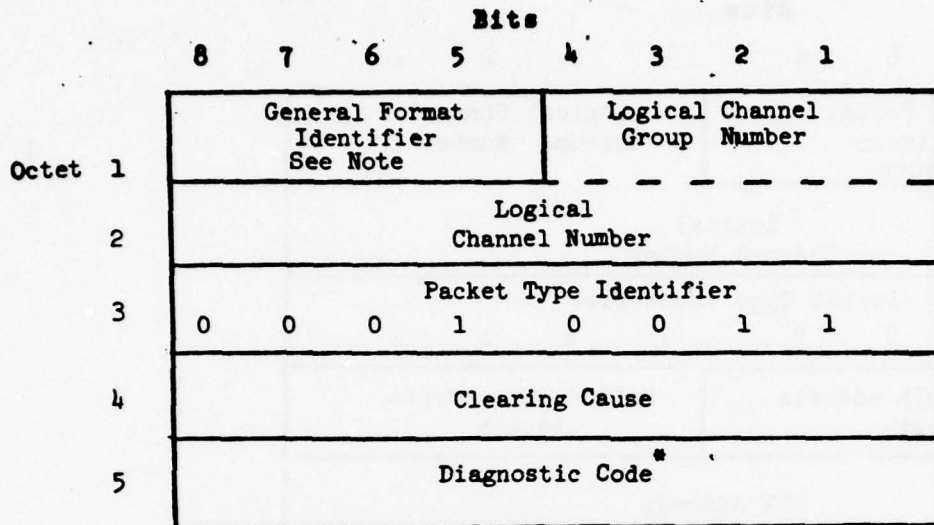 Bits
8 7 6 5 4 3 2 1
General Format Logical Channel
Identifier Group Number
See Note
Octet 1
Logical
2 Channel Number
Packet Type Identifier
3
0 0 0 1 0 0 1 1
4 Clearing Cause
5 Diagnostic Code*